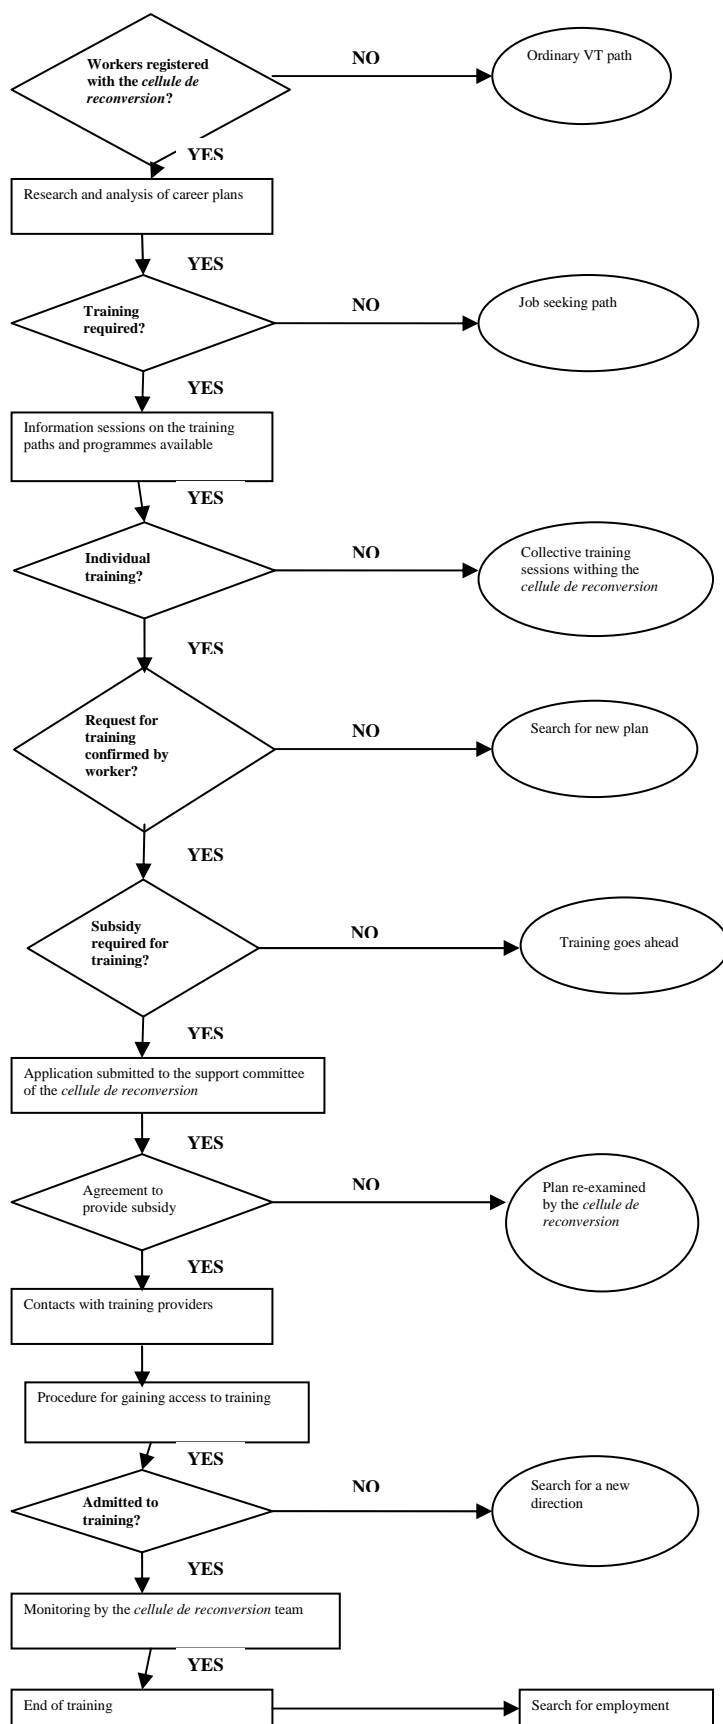 Workers registered
with the cellule de
reconversion?
NO
Ordinary VT path
YES
Research and analysis of career plans
YES
Training
required?
NO
Job seeking path
YES
Information sessions on the training
paths and programmes available
YES
Individual
training?
NO
Collective training
sessions withing the
cellule de reconversion
YES
Request for
training
confirmed by
worker?
NO
Search for new plan
YES
Subsidy
required for
training?
NO
Training goes ahead
YES
Application submitted to the support committee
of the cellule de reconversion
YES
Agreement to
provide subsidy
NO
Plan re-examined
by the cellule de
reconversion
YES
Contacts with training providers
Procedure for gaining access to training
YES
Admitted to
training?
NO
Search for a new
direction
YES
Monitoring by the cellule de reconversion team
YES
End of training
Search for employment